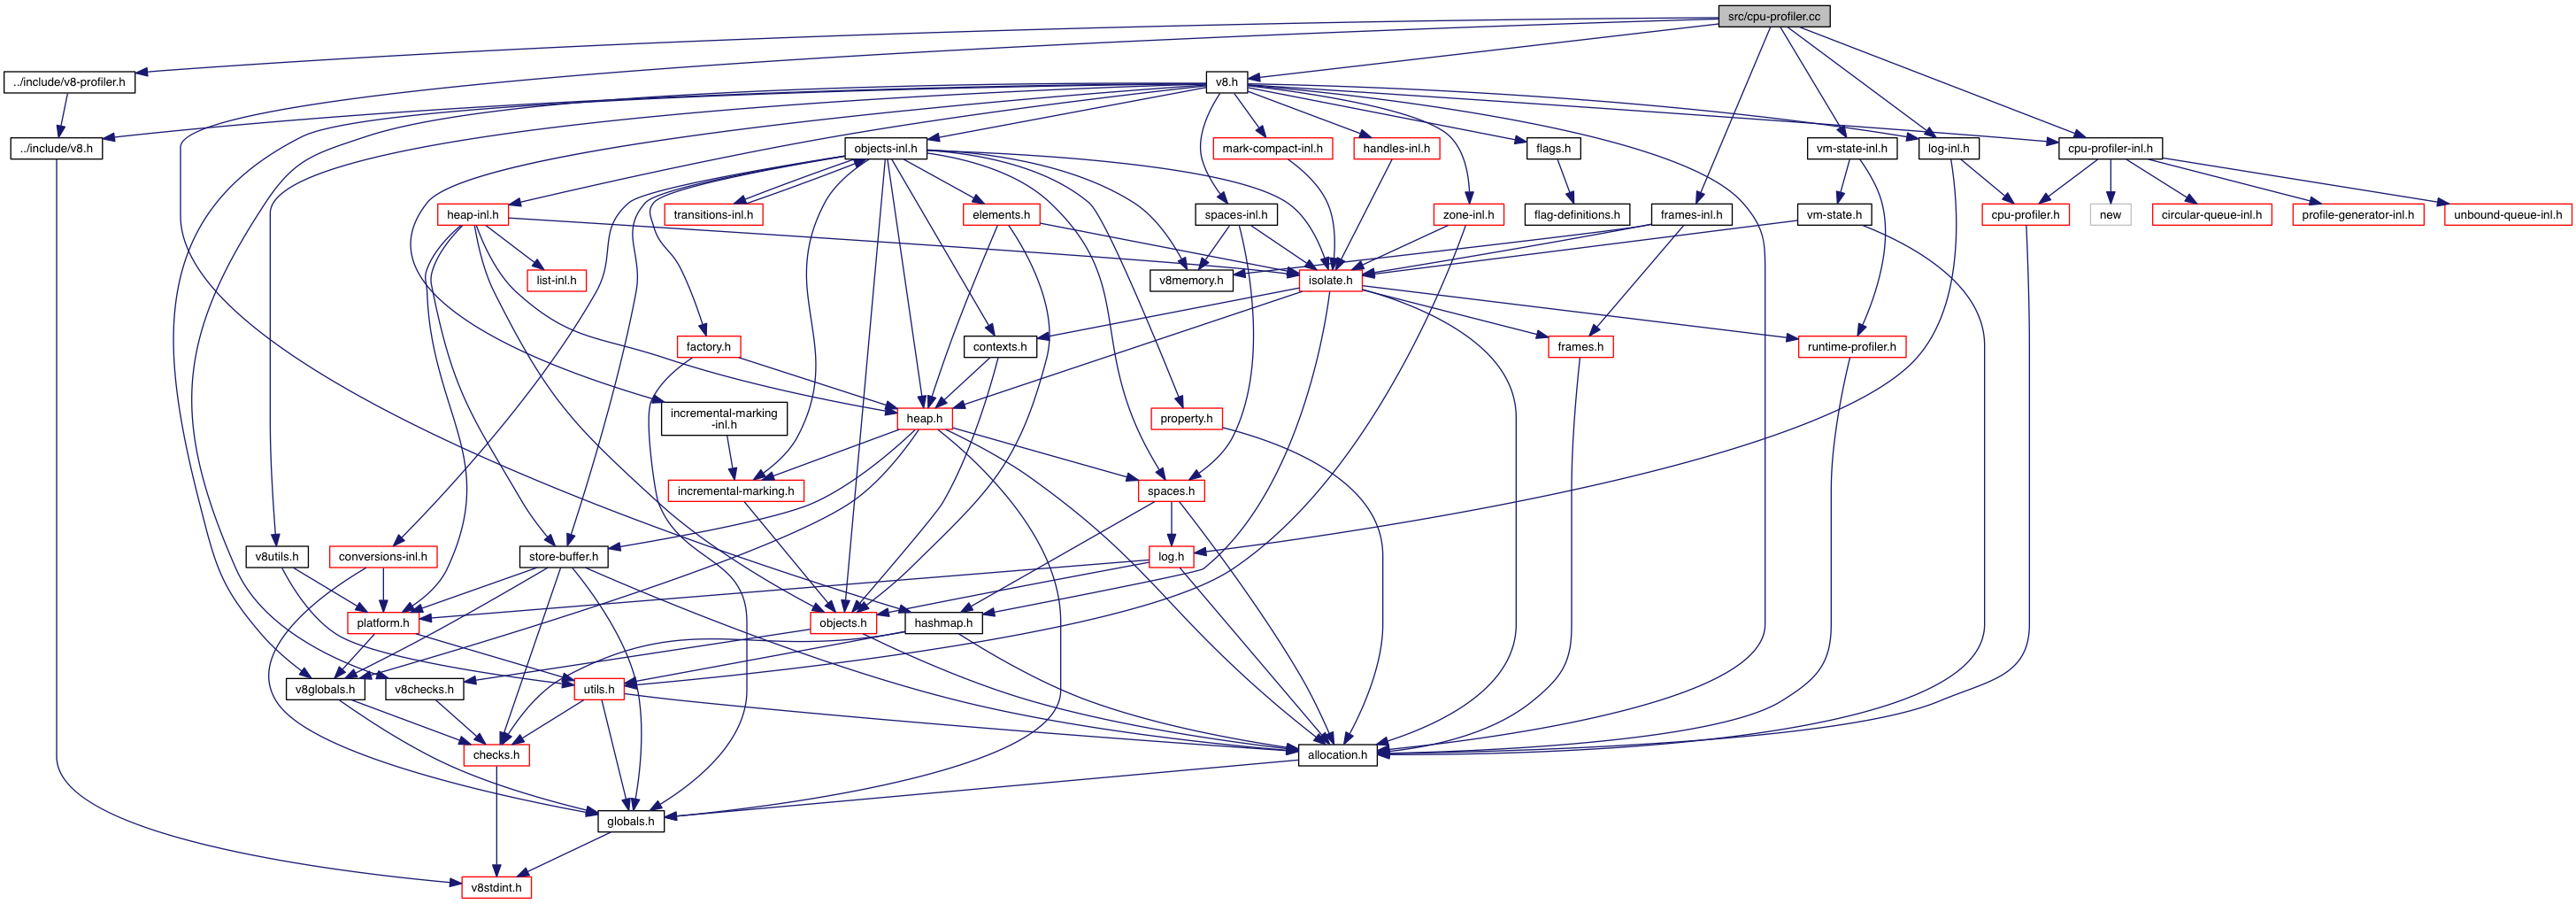 src/cpu-profiler.cc
../include/v8-profiler.h
v8.h
../include/v8.h
objects-inl.h
mark-compact-inl.h
handles-inl.h
flags.h
vm-state-inl.h
log-inl.h
cpu-profiler-inl.h
heap-inl.h
transitions-inl.h
elements.h
spaces-inl.h
zone-inl.h
flag-definitions.h
frames-inl.h
vm-state.h
cpu-profiler.h
new
circular-queue-inl.h
profile-generator-inl.h
unbound-queue-inl.h
list-inl.h
v8memory.h
isolate.h
factory.h
contexts.h
frames.h
runtime-profiler.h
incremental-marking
-inl.h
heap.h
property.h
incremental-marking.h
spaces.h
v8utils.h
conversions-inl.h
store-buffer.h
log.h
platform.h
objects.h
hashmap.h
v8globals.h
v8checks.h
utils.h
checks.h
allocation.h
globals.h
v8stdint.h